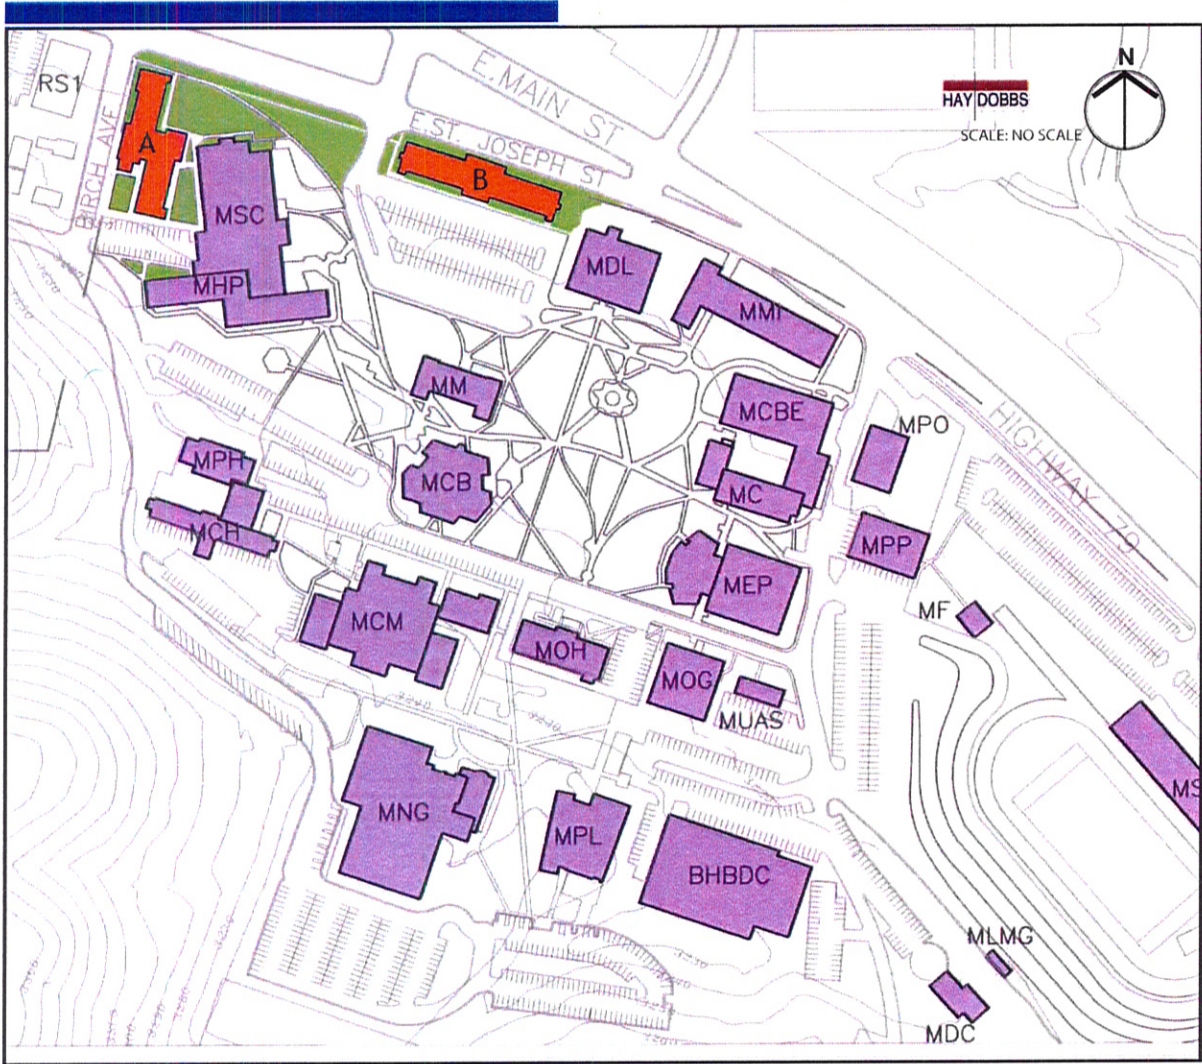 N
HAY DOBBS
SCALE: NO SCALE
RS1
E. MAIN ST
E. ST. JOSEPH ST
BIRCH AVE
A
B
MSC
MHP
MDL
MMI
MM
MCBE
MPO
HIGHWAY 79
MPH
MCB
MC
MCH
MPP
MEP
MF
MCM
MOH
MOG
MUAS
MS
MNG
MPL
BHBDC
MLMG
MDC